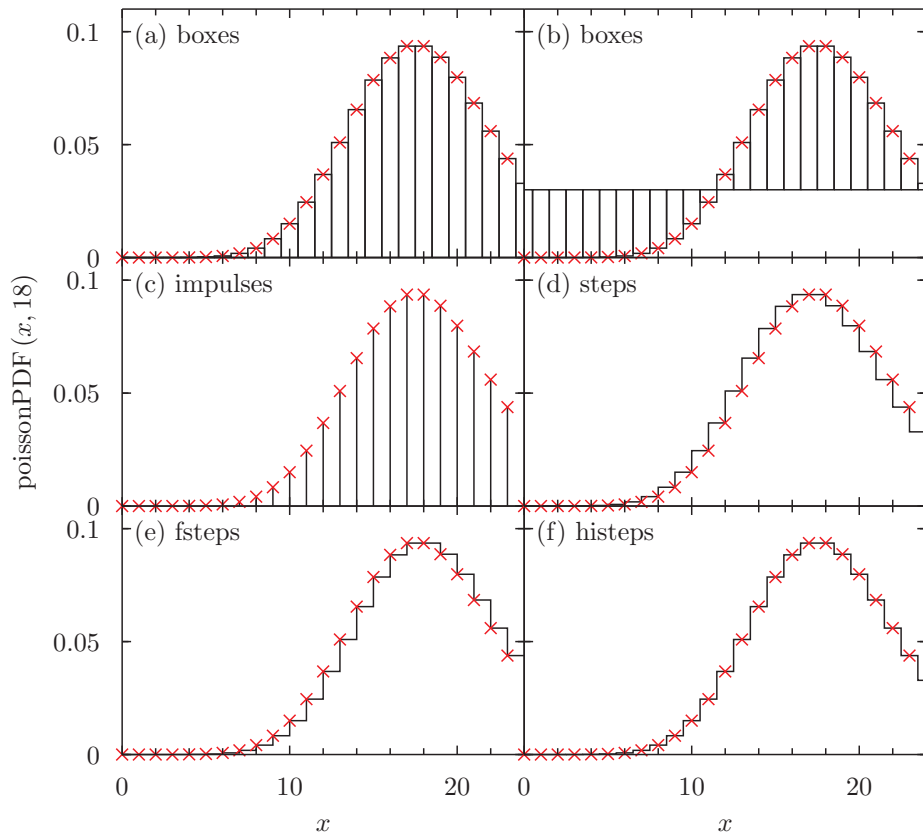 0.1
(a) boxes
(b) boxes
0.05
0
poissonPDF(x, 18)
0.1
(c) impulses
(d) steps
0.05
0
0.1
(e) fsteps
(f) histeps
0.05
0
0 10 20 0 10 20
x x